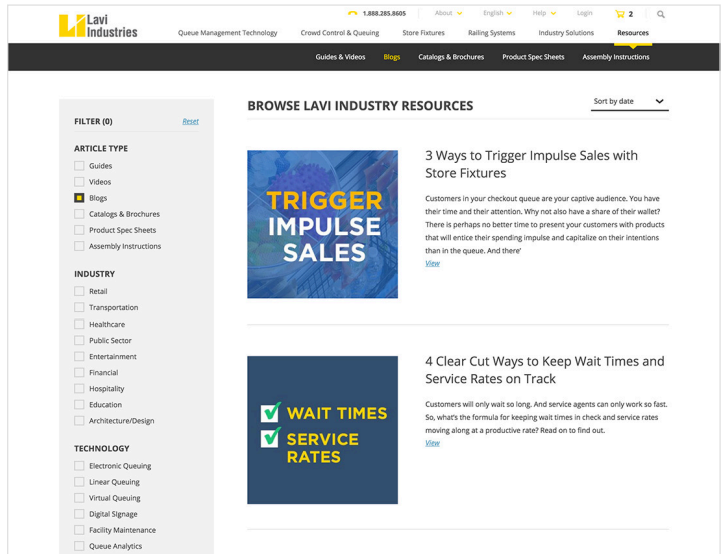 Lavi
Industries
1.888.285.8605
About
English
Help
Login
2
Queue Management Technology
Crowd Control & Queuing
Store Fixtures
Railing Systems
Industry Solutions
Resources
Guides & Videos
Blogs
Catalogs & Brochures
Product Spec Sheets
Assembly Instructions
FILTER (0)
Reset
ARTICLE TYPE
Guides
Videos
Blogs
Catalogs & Brochures
Product Spec Sheets
Assembly Instructions
INDUSTRY
Retail
Transportation
Healthcare
Public Sector
Entertainment
Financial
Hospitality
Education
Architecture/Design
TECHNOLOGY
Electronic Queuing
Linear Queuing
Virtual Queuing
Digital SIgnage
Facility Maintenance
Queue Analytics
BROWSE LAVI INDUSTRY RESOURCES
Sort by date
TRIGGER
IMPULSE
SALES
3 Ways to Trigger Impulse Sales with
Store Fixtures
Customers in your checkout queue are your captive audience. You have
their time and their attention. Why not also have a share of their wallet?
There is perhaps no better time to present your customers with products
that will entice their spending impulse and capitalize on their intentions
than in the queue. And there'
View
WAIT TIMES
SERVICE
RATES
4 Clear Cut Ways to Keep Wait Times and
Service Rates on Track
Customers will only wait so long. And service agents can only work so fast.
So, what's the formula for keeping wait times in check and service rates
moving along at a productive rate? Read on to find out.
View